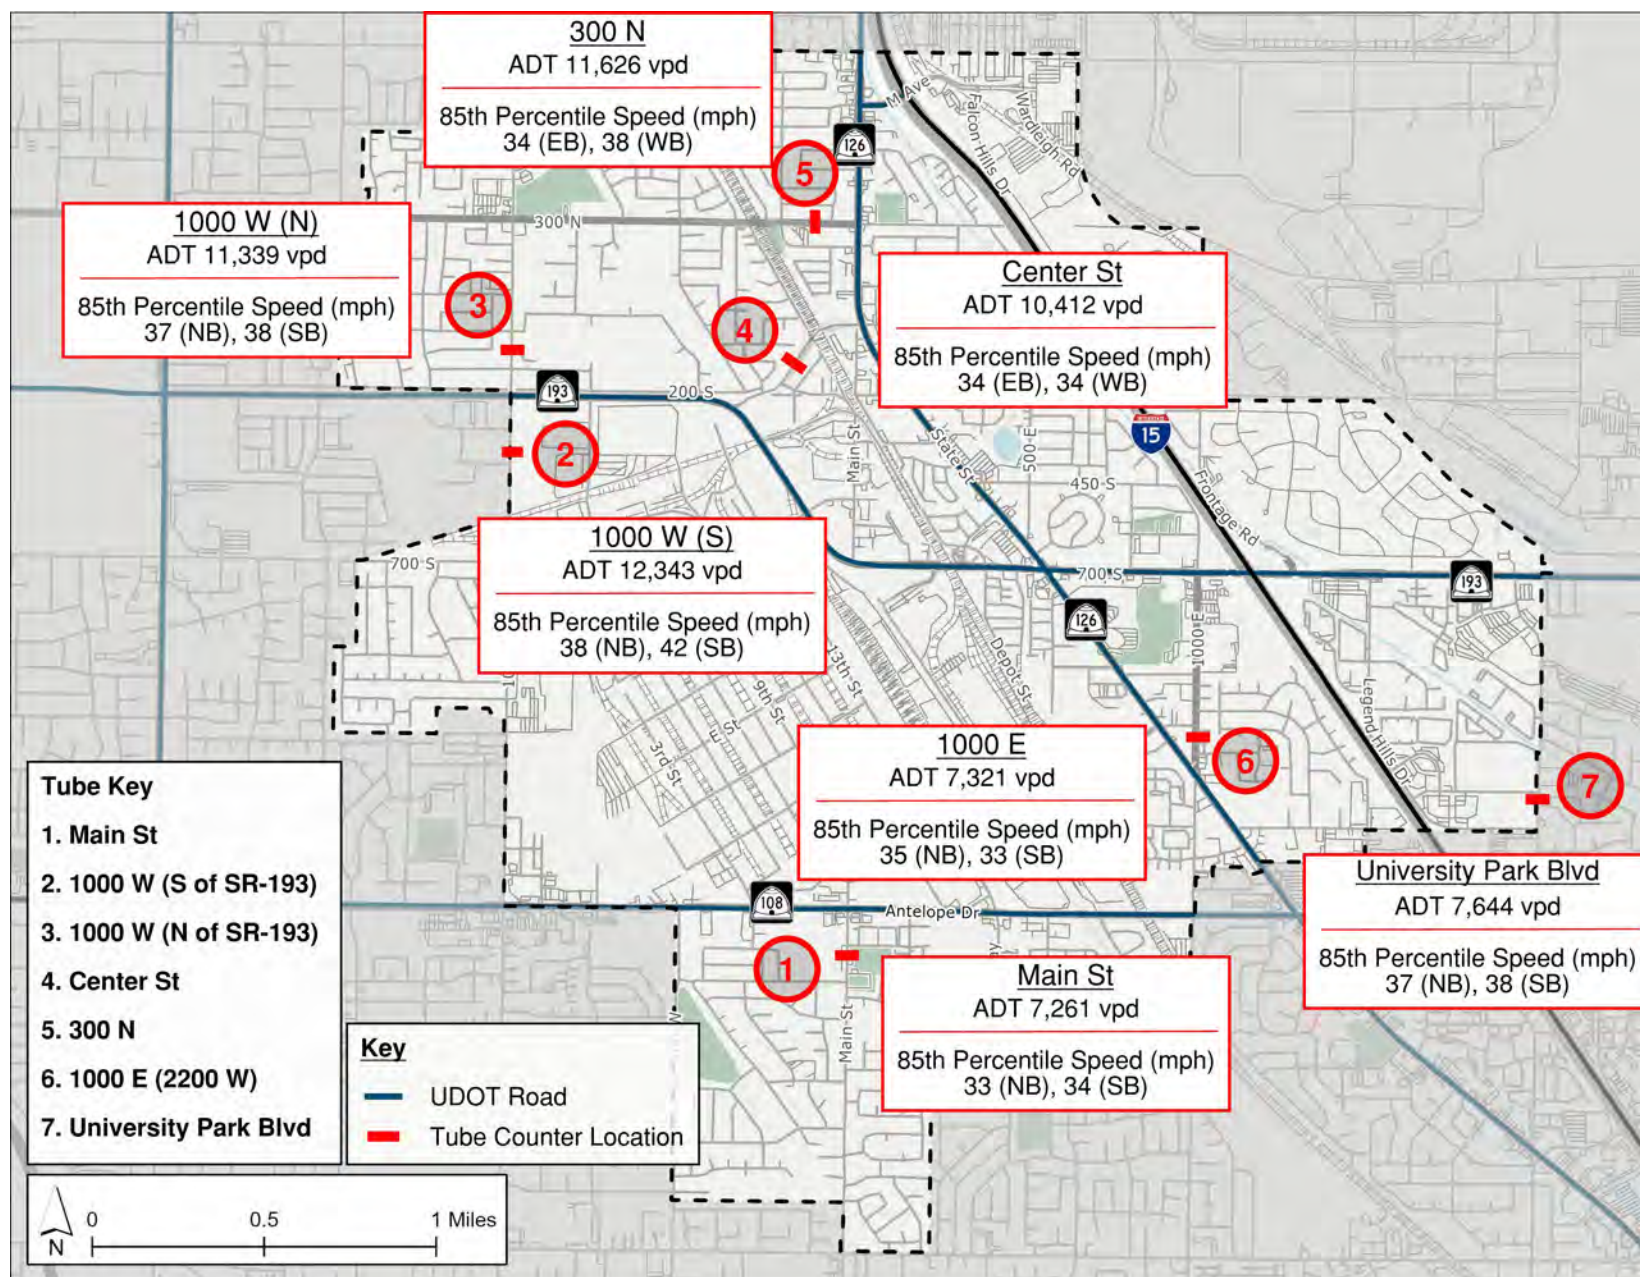 300 N
ADT 11,626 vpd
85th Percentile Speed (mph)
34 (EB), 38 (WB)
M Ave
Falcon Hills Dr
Wardleigh Rd
126
5
1000 W (N)
ADT 11,339 vpd
85th Percentile Speed (mph)
37 (NB), 38 (SB)
300 N
Center St
ADT 10,412 vpd
85th Percentile Speed (mph)
34 (EB), 34 (WB)
3
4
193
200 S
15
2
Main St
State St
500 E
450 S
Frontage Rd
1000 W (S)
ADT 12,343 vpd
85th Percentile Speed (mph)
38 (NB), 42 (SB)
700 S
700 S
193
126
1000 E
13th St
Depot St
9th St
E St
3rd St
Legend Hills Dr
1000 E
ADT 7,321 vpd
85th Percentile Speed (mph)
35 (NB), 33 (SB)
6
7
Tube Key
1. Main St
2. 1000 W (S of SR-193)
3. 1000 W (N of SR-193)
4. Center St
5. 300 N
6. 1000 E (2200 W)
7. University Park Blvd
University Park Blvd
ADT 7,644 vpd
85th Percentile Speed (mph)
37 (NB), 38 (SB)
108
Antelope Dr
1
Main St
ADT 7,261 vpd
85th Percentile Speed (mph)
33 (NB), 34 (SB)
Main St
Key
UDOT Road
Tube Counter Location
N
0 0.5 1 Miles